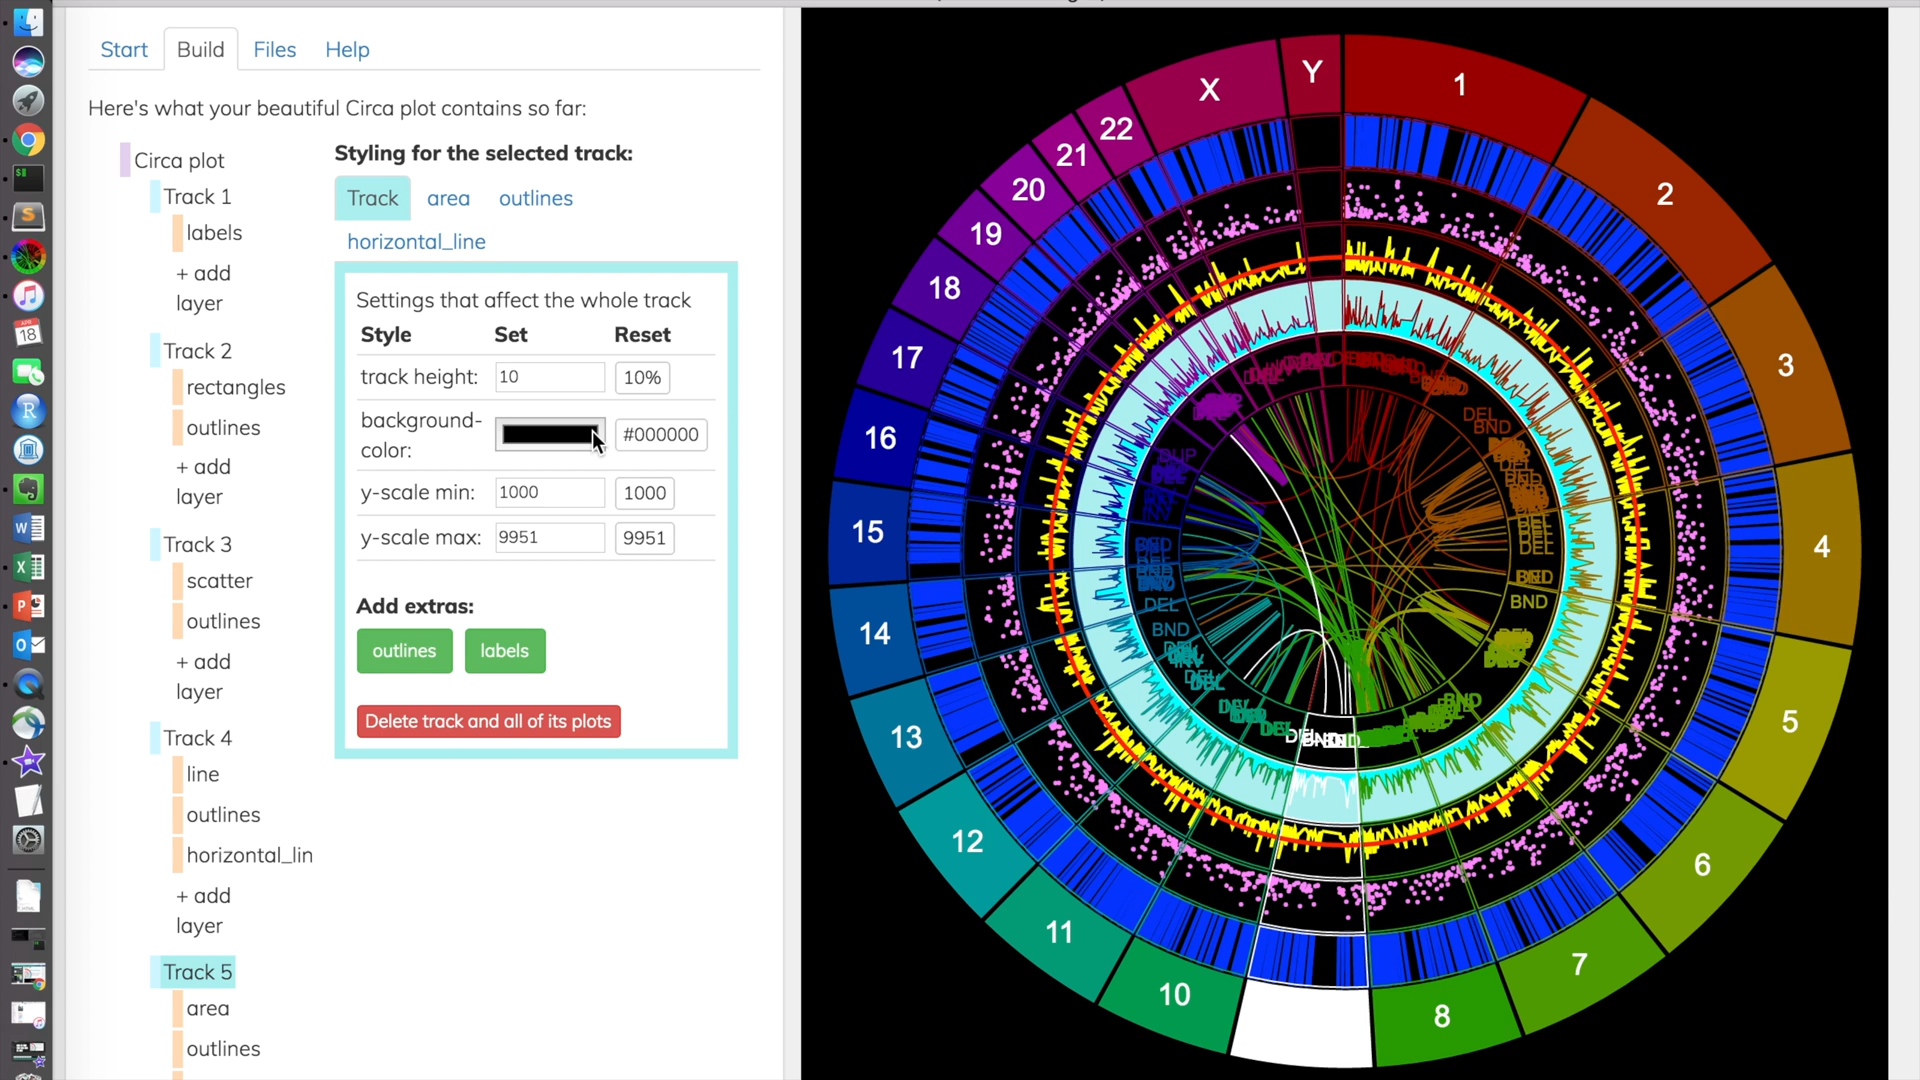 Start Build Files Help
Here's what your beautiful Circa plot contains so far:
Circa plot
Track 1
labels
+ add
layer
Track 2
rectangles
outlines
+ add
layer
Track 3
scatter
outlines
+ add
layer
Track 4
line
outlines
horizontal_lin
+ add
layer
Track 5
area
outlines
Styling for the selected track:
Track area outlines
horizontal_line
Settings that affect the whole track
Style Set Reset
track height: 10 10%
background-
color: #000000
y-scale min: 1000 1000
y-scale max: 9951 9951
Add extras:
outlines labels
Delete track and all of its plots
1
2
3
4
5
6
7
8
10
11
12
13
14
15
16
17
18
19
20
21
22
X
Y
DEL
BND
DEL
BND
BND
DEL
BND
DUP
APR
18